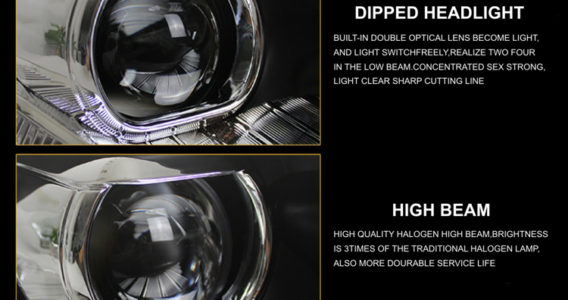 DIPPED HEADLIGHT
BUILT-IN DOUBLE OPTICAL LENS BECOME LIGHT,
AND LIGHT SWITCHFREELY,REALIZE TWO FOUR
IN THE LOW BEAM.CONCENTRATED SEX STRONG,
LIGHT CLEAR SHARP CUTTING LINE
HIGH BEAM
HIGH QUALITY HALOGEN HIGH BEAM,BRIGHTNESS
IS 3TIMES OF THE TRADITIONAL HALOGEN LAMP,
ALSO MORE DOURABLE SERVICE LIFE